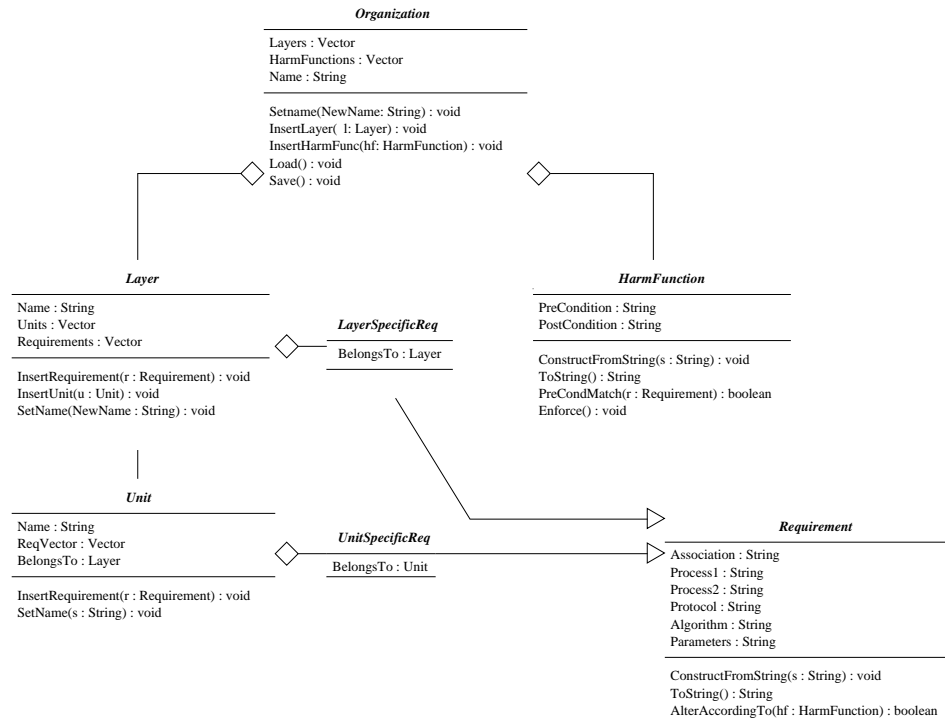 Organization
Layers : Vector
HarmFunctions : Vector
Name : String
Setname(NewName: String) : void
InsertLayer( l: Layer) : void
InsertHarmFunc(hf: HarmFunction) : void
Load() : void
Save() : void
Layer
Name : String
Units : Vector
Requirements : Vector
InsertRequirement(r : Requirement) : void
InsertUnit(u : Unit) : void
SetName(NewName : String) : void
LayerSpecificReq
BelongsTo : Layer
HarmFunction
PreCondition : String
PostCondition : String
ConstructFromString(s : String) : void
ToString() : String
PreCondMatch(r : Requirement) : boolean
Enforce() : void
Unit
Name : String
ReqVector : Vector
BelongsTo : Layer
InsertRequirement(r : Requirement) : void
SetName(s : String) : void
UnitSpecificReq
BelongsTo : Unit
Requirement
Association : String
Process1 : String
Process2 : String
Protocol : String
Algorithm : String
Parameters : String
ConstructFromString(s : String) : void
ToString() : String
AlterAccordingTo(hf : HarmFunction) : boolean